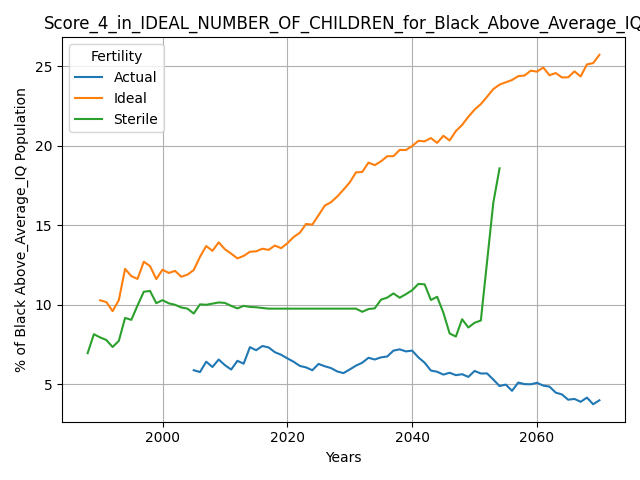 Score_4_in_IDEAL_NUMBER_OF_CHILDREN_for_Black_Above_Average_IQ
Fertility
Actual
Ideal
Sterile
% of Black Above_Average_IQ Population
25
20
15
10
5
2000
2020
2040
2060
Years